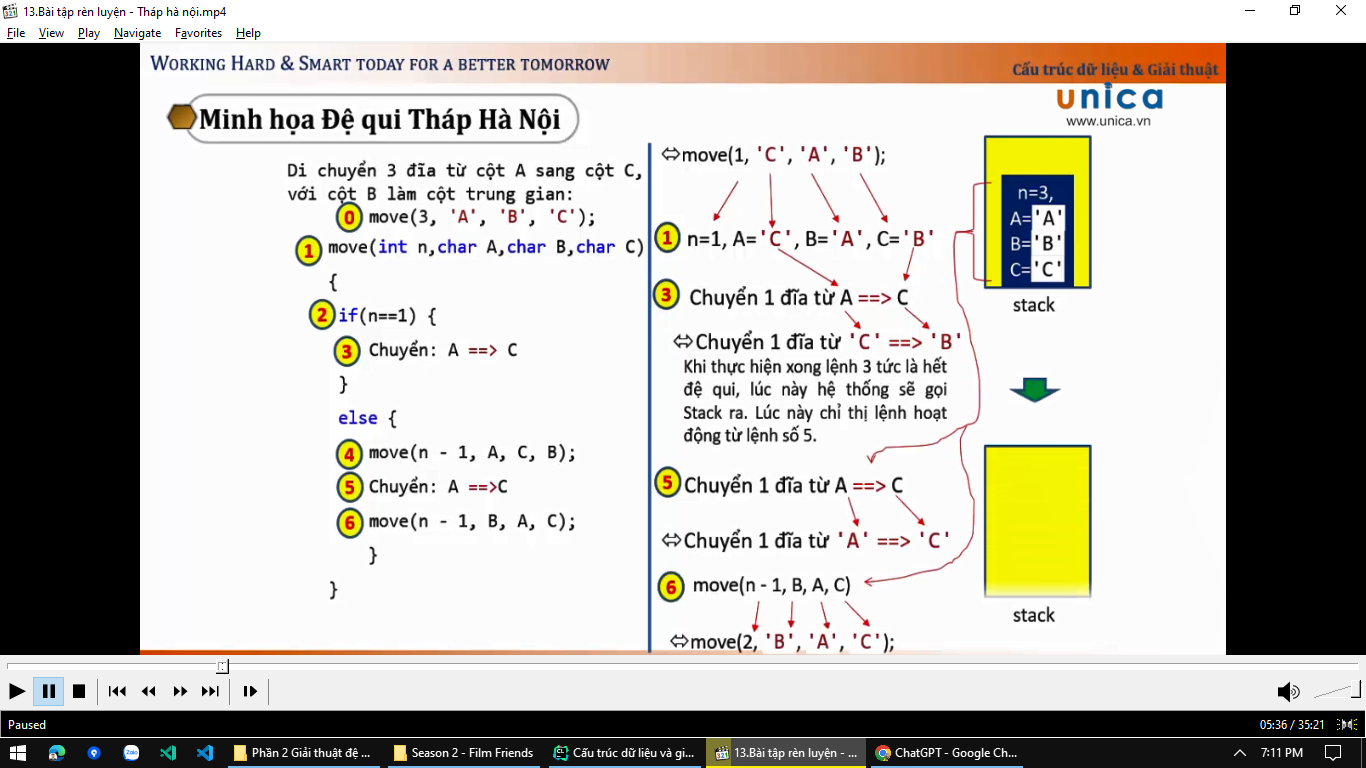 13.Bài tập rèn luyện - Tháp hà nội.mp4
File View Play Navigate Favorites Help
WORKING HARD & SMART TODAY FOR A BETTER TOMORROW
Cấu trúc dữ liệu & Giải thuật
unica
www.unica.vn
Minh họa Đệ qui Tháp Hà Nội
Di chuyển 3 đĩa từ cột A sang cột C,
với cột B làm cột trung gian:
0 move(3, 'A', 'B', 'C');
1 move(int n,char A,char B,char C)
{
2 if(n==1) {
3 Chuyển: A ==> C
}
else {
4 move(n - 1, A, C, B);
5 Chuyển: A ==>C
6 move(n - 1, B, A, C);
}
}
⇔move(1, 'C', 'A', 'B');
1 n=1, A='C', B='A', C='B'
3 Chuyển 1 đĩa từ A ==> C
⇔Chuyển 1 đĩa từ 'C' ==> 'B'
Khi thực hiện xong lệnh 3 tức là hết
đệ qui, lúc này hệ thống sẽ gọi
Stack ra. Lúc này chỉ thị lệnh hoạt
động từ lệnh số 5.
5 Chuyển 1 đĩa từ A ==> C
⇔Chuyển 1 đĩa từ 'A' ==> 'C'
6 move(n - 1, B, A, C)
⇔move(2, 'B', 'A', 'C');
n=3,
A='A'
B='B'
C='C'
stack
stack
Paused
05:36 / 35:21
Zalo
Phần 2 Giải thuật đệ ...
Season 2 - Film Friends
CL
Cấu trúc dữ liệu và gi...
321
13.Bài tập rèn luyện - ...
ChatGPT - Google Ch...
7:11 PM